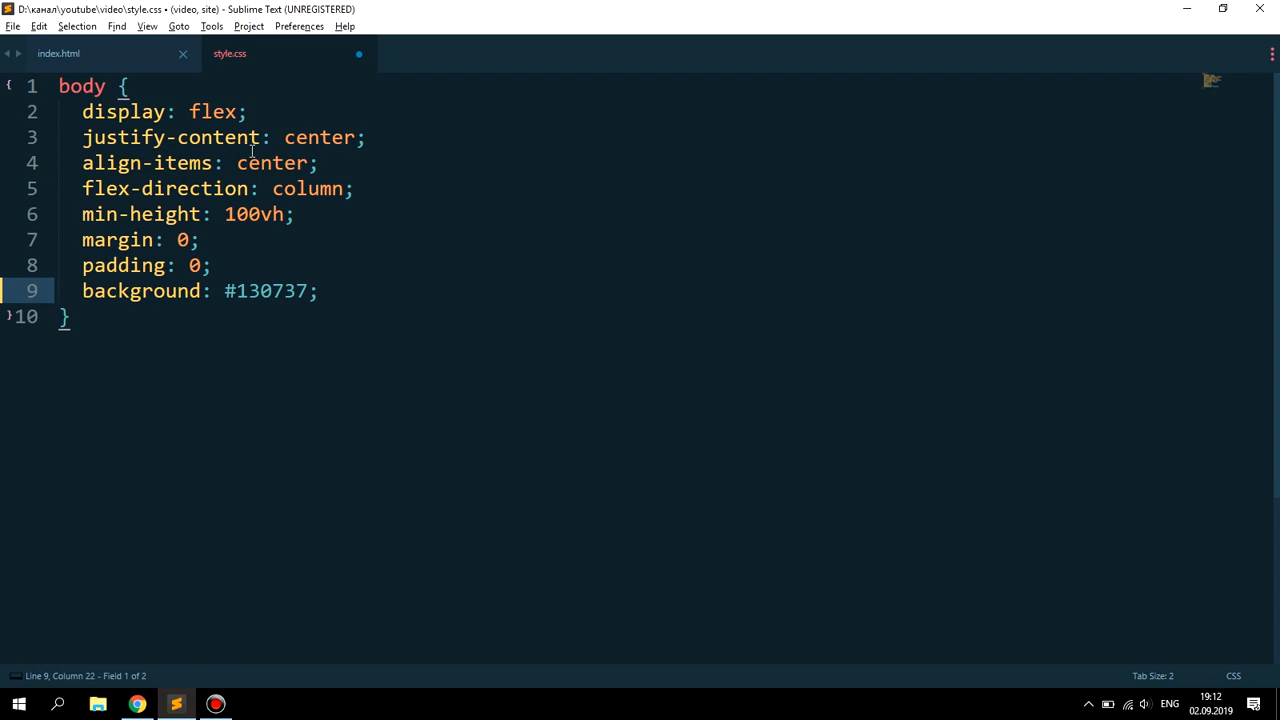 D:\канал\youtube\video\style.css • (video, site) - Sublime Text (UNREGISTERED)
File Edit Selection Find View Goto Tools Project Preferences Help
index.html style.css
1 body {
2 display: flex;
3 justify-content: center;
4 align-items: center;
5 flex-direction: column;
6 min-height: 100vh;
7 margin: 0;
8 padding: 0;
9 background: #130737;
10 }
Line 9, Column 22 - Field 1 of 2 Tab Size: 2 CSS
ENG 19:12
02.09.2019